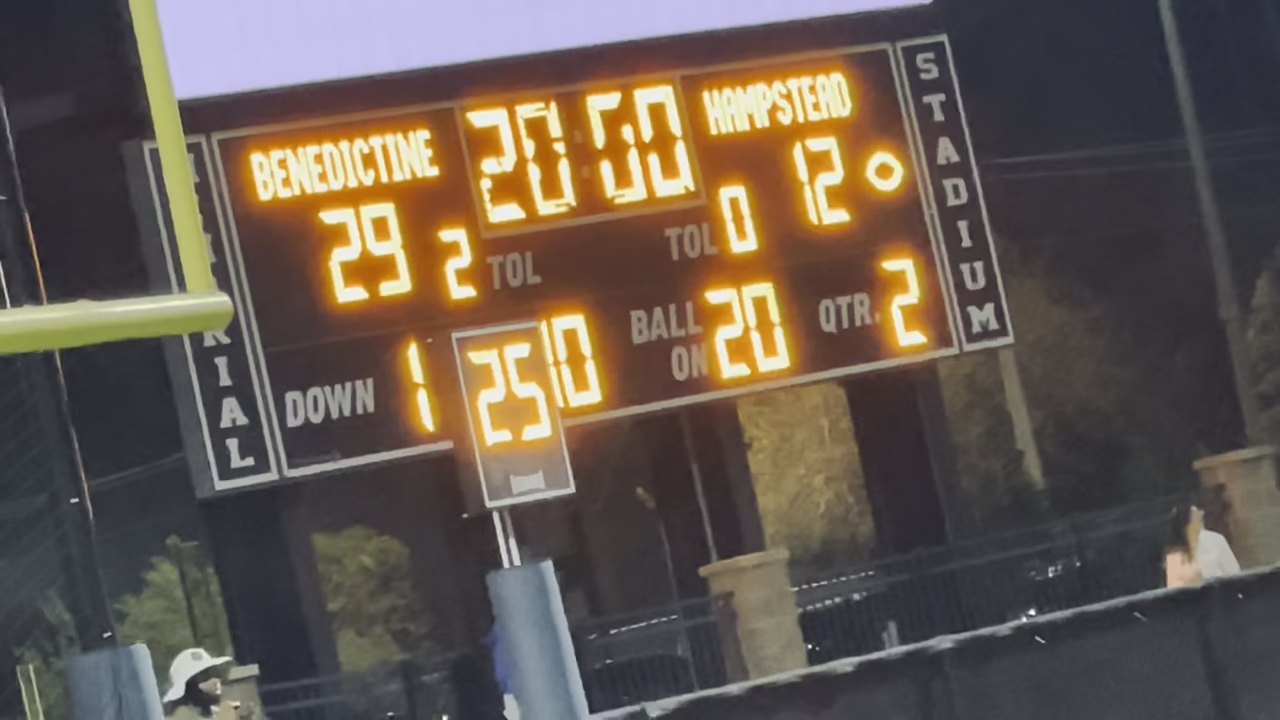 BENEDICTINE 20:00 HAMPSTEAD
29 2 TOL TOL 0 12
DOWN 1 25 10 BALL ON 20 QTR. 2
STADIUM